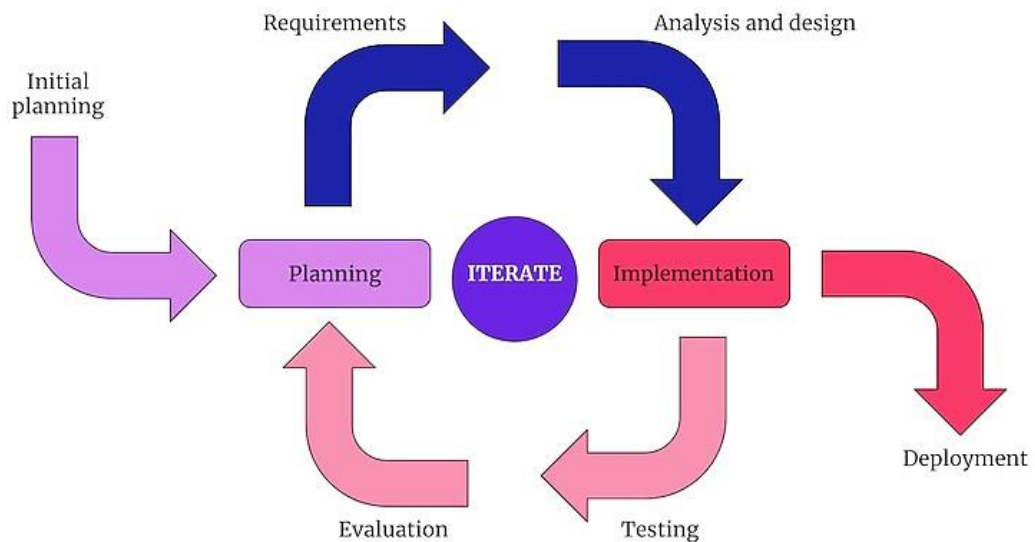 Requirements
Analysis and design
Initial
planning
Planning
ITERATE
Implementation
Deployment
Evaluation
Testing